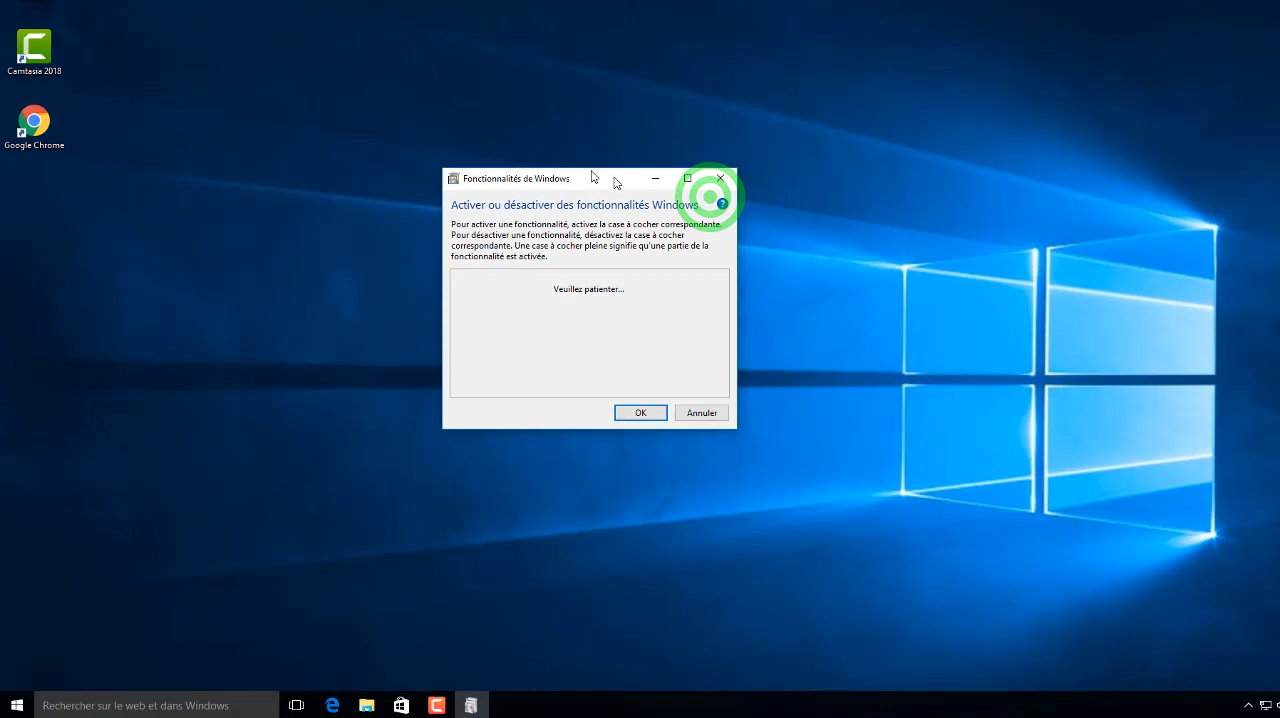 Camtasia 2018
Google Chrome
Fonctionnalités de Windows
Activer ou désactiver des fonctionnalités Windows
?
Pour activer une fonctionnalité, activez la case à cocher correspondante.
Pour désactiver une fonctionnalité, désactivez la case à cocher
correspondante. Une case à cocher pleine signifie qu'une partie de la
fonctionnalité est activée.
Veuillez patienter...
OK
Annuler
Rechercher sur le web et dans Windows